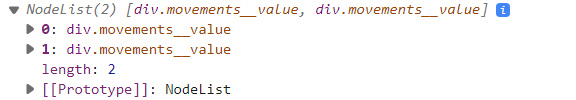 NodeList(2) [div.movements__value, div.movements__value] i
0: div.movements__value
1: div.movements__value
length: 2
[[Prototype]]: NodeList